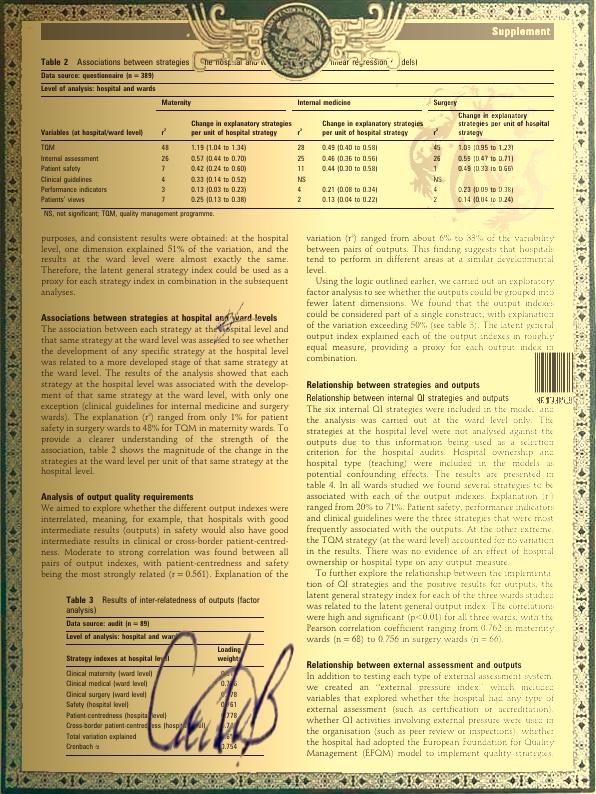 Supplement
Table 2 Associations between strategies
Data source: questionnaire (n = 389)
Level of analysis: hospital and wards
Maternity Internal medicine Surgery
Variables (at hospital/ward level) r² Change in explanatory strategies per unit of hospital strategy r² Change in explanatory strategies per unit of hospital strategy r² Change in explanatory strategies per unit of hospital strategy
TQM 48 1.19 (1.04 to 1.34) 28 0.49 (0.40 to 0.58) 45 1.09 (0.95 to 1.23)
Internal assessment 26 0.57 (0.44 to 0.70) 25 0.46 (0.36 to 0.56) 26 0.59 (0.47 to 0.71)
Patient safety 7 0.42 (0.24 to 0.60) 11 0.44 (0.30 to 0.58) 1 0.49 (0.33 to 0.66)
Clinical guidelines 4 0.33 (0.14 to 0.52) NS NS
Performance indicators 3 0.13 (0.03 to 0.23) 4 0.21 (0.08 to 0.34) 4 0.23 (0.09 to 0.38)
Patients' views 7 0.25 (0.13 to 0.38) 2 0.13 (0.04 to 0.22) 2 0.14 (0.04 to 0.24)
NS, not significant; TQM, quality management programme.
purposes, and consistent results were obtained: at the hospital
level, one dimension explained 51% of the variation, and the
results at the ward level were almost exactly the same.
Therefore, the latent general strategy index could be used as a
proxy for each strategy index in combination in the subsequent
analyses.
Associations between strategies at hospital and ward levels
The association between each strategy at the hospital level and
that same strategy at the ward level was assessed to see whether
the development of any specific strategy at the hospital level
was related to a more developed stage of that same strategy at
the ward level. The results of the analysis showed that each
strategy at the hospital level was associated with the develop-
ment of that same strategy at the ward level, with only one
exception (clinical guidelines for internal medicine and surgery
wards). The explanation (r²) ranged from only 1% for patient
safety in surgery wards to 48% for TQM in maternity wards. To
provide a clearer understanding of the strength of the
association, table 2 shows the magnitude of the change in the
strategies at the ward level per unit of that same strategy at the
hospital level.
Analysis of output quality requirements
We aimed to explore whether the different output indexes were
interrelated, meaning, for example, that hospitals with good
intermediate results (outputs) in safety would also have good
intermediate results in clinical or cross-border patient-centred-
ness. Moderate to strong correlation was found between all
pairs of output indexes, with patient-centredness and safety
being the most strongly related (r = 0.561). Explanation of the
Table 3 Results of inter-relatedness of outputs (factor
analysis)
Data source: audit (n = 89)
Level of analysis: hospital and ward
Strategy indexes at hospital level Loading weight
Clinical maternity (ward level)
Clinical medical (ward level)
Clinical surgery (ward level)
Safety (hospital level)
Patient-centredness (hospital level) 0.778
Cross-border patient-centredness (hospital level)
Total variation explained
Cronbach α 0.754
variation (r²) ranged from about 6% to 33% of the variability
between pairs of outputs. This finding suggests that hospitals
tend to perform in different areas at a similar developmental
level.
Using the logic outlined earlier, we carried out an exploratory
factor analysis to see whether the outputs could be grouped into
fewer latent dimensions. We found that the output indexes
could be considered part of a single construct, with explanation
of the variation exceeding 50% (see table 3). The latent general
output index explained each of the output indexes in roughly
equal measure, providing a proxy for each output index in
combination.
Relationship between strategies and outputs
Relationship between internal QI strategies and outputs
The six internal QI strategies were included in the model, and
the analysis was carried out at the ward level only. The
strategies at the hospital level were not analysed against the
outputs due to this information being used as a selection
criterion for the hospital audits. Hospital ownership and
hospital type (teaching) were included in the models as
potential confounding effects. The results are presented in
table 4. In all wards studied we found several strategies to be
associated with each of the output indexes. Explanation (r²)
ranged from 20% to 71%. Patient safety, performance indicators
and clinical guidelines were the three strategies that were most
frequently associated with the outputs. At the other extreme,
the TQM strategy (at the ward level) accounted for no variation
in the results. There was no evidence of an effect of hospital
ownership or hospital type on any output measure.
To further explore the relationship between the implementa-
tion of QI strategies and the positive results for outputs, the
latent general strategy index for each of the three wards studied
was related to the latent general output index. The correlations
were high and significant (p<0.01) for all three wards, with the
Pearson correlation coefficient ranging from 0.762 in maternity
wards (n = 68) to 0.756 in surgery wards (n = 66).
Relationship between external assessment and outputs
In addition to testing each type of external assessment system,
we created an "external pressure index" which included
variables that explored whether the hospital had any type of
external assessment (such as certification or accreditation),
whether QI activities involving external pressure were used in
the organisation (such as peer review or inspections), whether
the hospital had adopted the European Foundation for Quality
Management (EFQM) model to implement quality strategies,